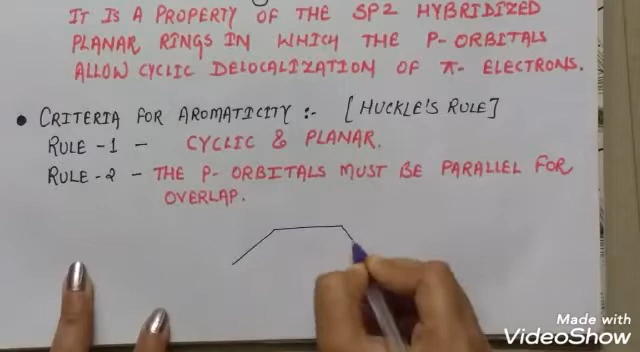 IT IS A PROPERTY OF THE SP2 HYBRIDIZED
PLANAR RINGS IN WHICH THE P-ORBITALS
ALLOW CYCLIC DELOCALIZATION OF π- ELECTRONS.
• CRITERIA FOR AROMATICITY :- [HUCKLE'S RULE]
RULE -1 - CYCLIC & PLANAR.
RULE -2 - THE P- ORBITALS MUST BE PARALLEL FOR
OVERLAP.
Made with
VideoShow